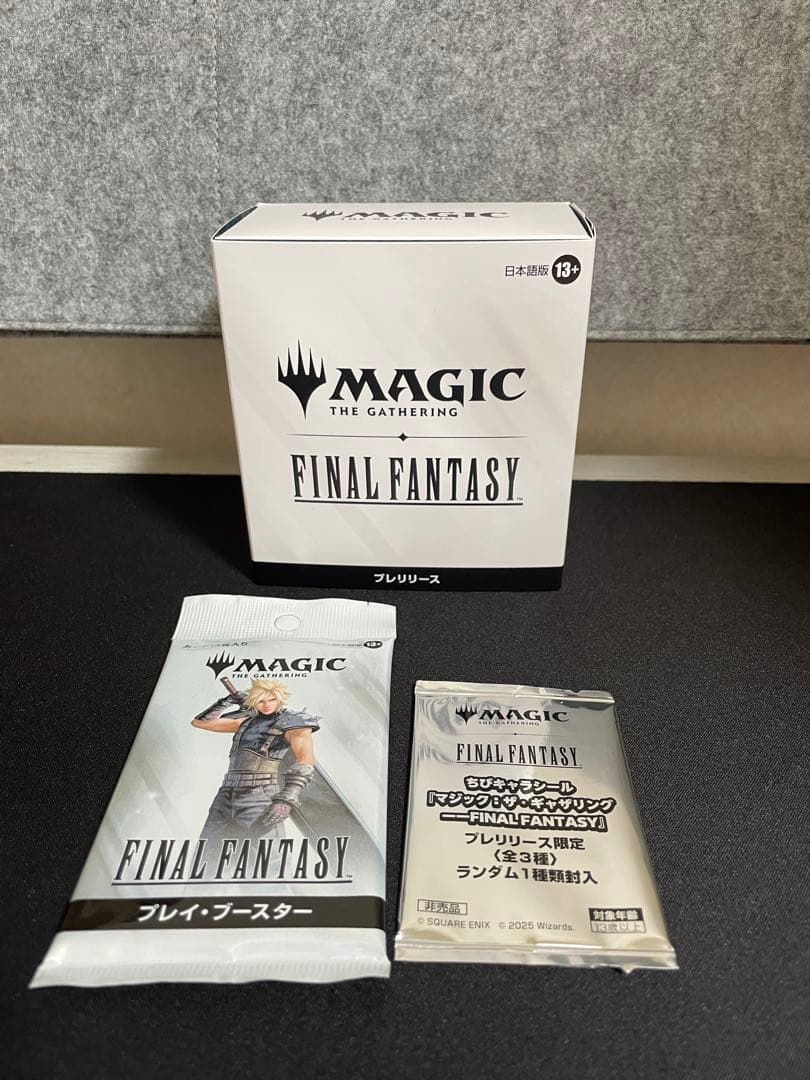 MAGIC
THE GATHERING
日本語版 13+
MAGIC
THE GATHERING
FINAL FANTASY
プレリリース
13+
MAGIC
THE GATHERING
FINAL FANTASY
プレイ・ブースター
MAGIC
THE GATHERING
FINAL FANTASY
ちびキャラシール
『マジック:ザ・ギャザリング
——FINAL FANTASY』
プレリリース限定
〈全3種〉
ランダム1種類封入
非売品
© SQUARE ENIX © 2025 Wizards.
対象年齢
13歳以上